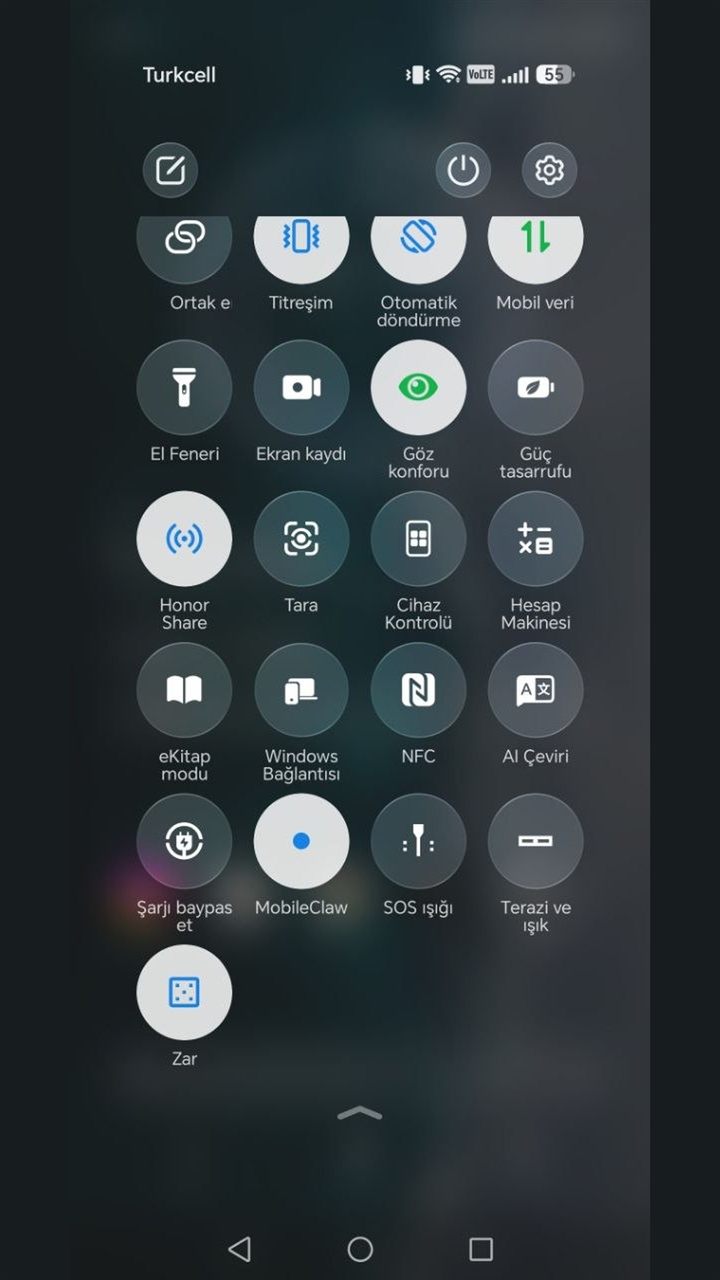 Turkcell
VoLTE
55
Ortak e
Titreşim
Otomatik
döndürme
Mobil veri
El Feneri
Ekran kaydı
Göz
konforu
Güç
tasarrufu
Honor
Share
Tara
Cihaz
Kontrolü
Hesap
Makinesi
eKitap
modu
Windows
Bağlantısı
NFC
A 文
AI Çeviri
Şarjı baypas
et
MobileClaw
SOS ışığı
Terazi ve
ışık
Zar